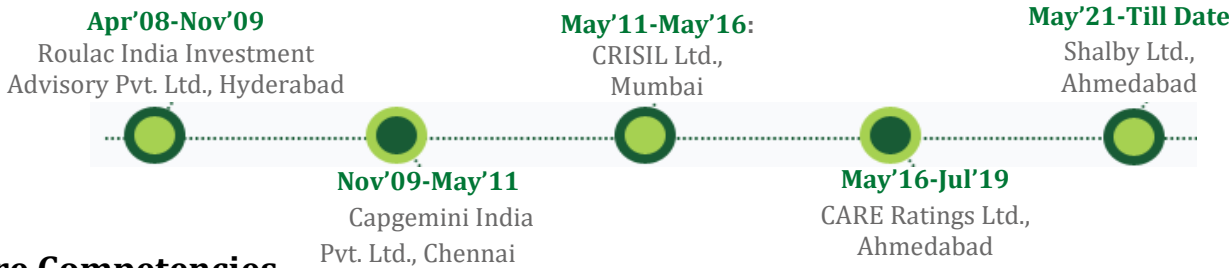 Apr’08-Nov’09
Roulac India Investment
Advisory Pvt. Ltd., Hyderabad
Nov’09-May’11
Capgemini India
Pvt. Ltd., Chennai
May’11-May’16:
CRISIL Ltd.,
Mumbai
May’16-Jul’19
CARE Ratings Ltd.,
Ahmedabad
May’21-Till Date
Shalby Ltd.,
Ahmedabad
re Competencies